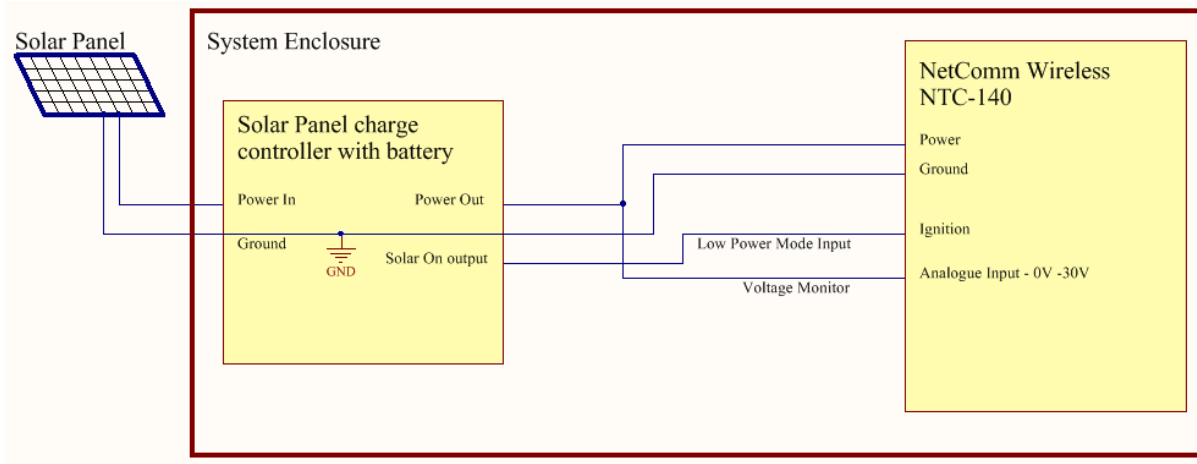 Solar Panel
System Enclosure
NetComm Wireless
NTC-140
Solar Panel charge
controller with battery
Power
Ground
Power In
Power Out
Ground
GND
Solar On output
Low Power Mode Input
Ignition
Voltage Monitor
Analogue Input - 0V -30V